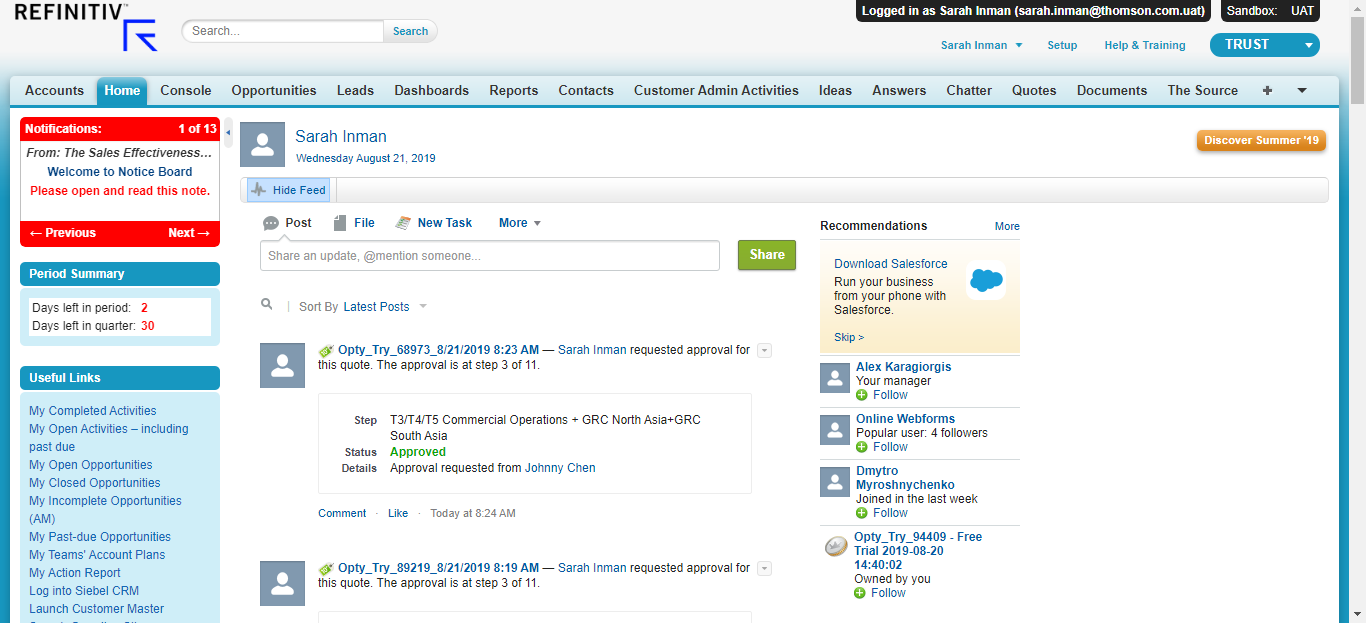 REFINITIV™
Search...
Search
Logged in as Sarah Inman (sarah.inman@thomson.com.uat)
Sandbox: UAT
Sarah Inman
Setup
Help & Training
TRUST
Accounts
Home
Console
Opportunities
Leads
Dashboards
Reports
Contacts
Customer Admin Activities
Ideas
Answers
Chatter
Quotes
Documents
The Source
+
Notifications: 1 of 13
From: The Sales Effectiveness...
Welcome to Notice Board
Please open and read this note.
← Previous Next →
Period Summary
Days left in period: 2
Days left in quarter: 30
Useful Links
My Completed Activities
My Open Activities – including
past due
My Open Opportunities
My Closed Opportunities
My Incomplete Opportunities
(AM)
My Past-due Opportunities
My Teams' Account Plans
My Action Report
Log into Siebel CRM
Launch Customer Master
Sarah Inman
Wednesday August 21, 2019
Discover Summer '19
Hide Feed
Post
File
New Task
More
Share an update, @mention someone...
Share
Sort By Latest Posts
Opty_Try_68973_8/21/2019 8:23 AM — Sarah Inman requested approval for
this quote. The approval is at step 3 of 11.
Step T3/T4/T5 Commercial Operations + GRC North Asia+GRC
South Asia
Status Approved
Details Approval requested from Johnny Chen
Comment · Like · Today at 8:24 AM
Opty_Try_89219_8/21/2019 8:19 AM — Sarah Inman requested approval for
this quote. The approval is at step 3 of 11.
Recommendations More
Download Salesforce
Run your business
from your phone with
Salesforce.
Skip >
Alex Karagiorgis
Your manager
Follow
Online Webforms
Popular user: 4 followers
Follow
Dmytro
Myroshnychenko
Joined in the last week
Follow
Opty_Try_94409 - Free
Trial 2019-08-20
14:40:02
Owned by you
Follow